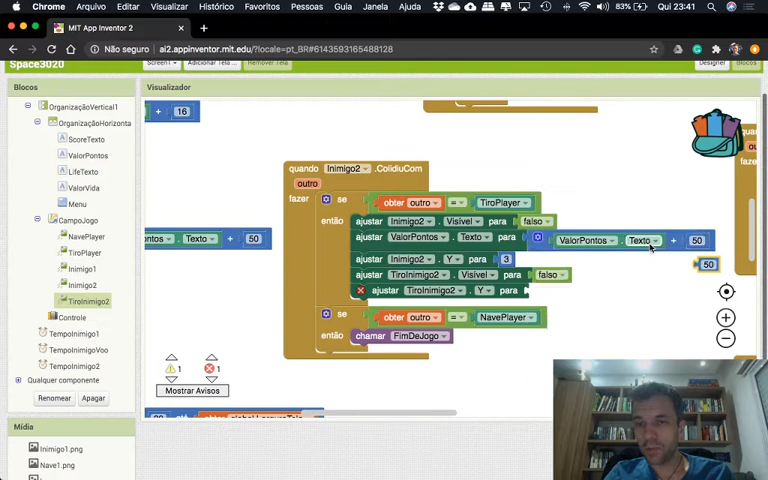 Chrome Arquivo Editar Visualizar Histórico Favoritos Pessoas Guia Janela Ajuda 83% Qui 23:41
MIT App Inventor 2
Não seguro ai2.appinventor.mit.edu/?locale=pt_BR#6143593165488128
Space3020 Screen1 Adicionar Tela ... Remover Tela Designer Blocos
Blocos Visualizador
OrganizaçãoVertical1
OrganizaçãoHorizonta
ScoreTexto
ValorPontos
LifeTexto
ValorVida
Menu
CampoJogo
NavePlayer
TiroPlayer
Inimigo1
Inimigo2
TiroInimigo2
Controle
TempoInimigo1
TempoInimigoVoo
TempoInimigo2
Qualquer componente
Renomear Apagar
Mídia
Inimigo1.png
Nave1.png
+ 16
quando Inimigo2 .ColidiuCom
outro
fazer se obter outro = TiroPlayer
então ajustar Inimigo2 . Visível para falso
ajustar ValorPontos . Texto para ValorPontos . Texto + 50
ajustar Inimigo2 . Y para 3
ajustar TiroInimigo2 . Visível para falso
ajustar TiroInimigo2 . Y para
se obter outro = NavePlayer
então chamar FimDeJogo
ontos . Texto + 50
50
1 1
Mostrar Avisos
até
faze